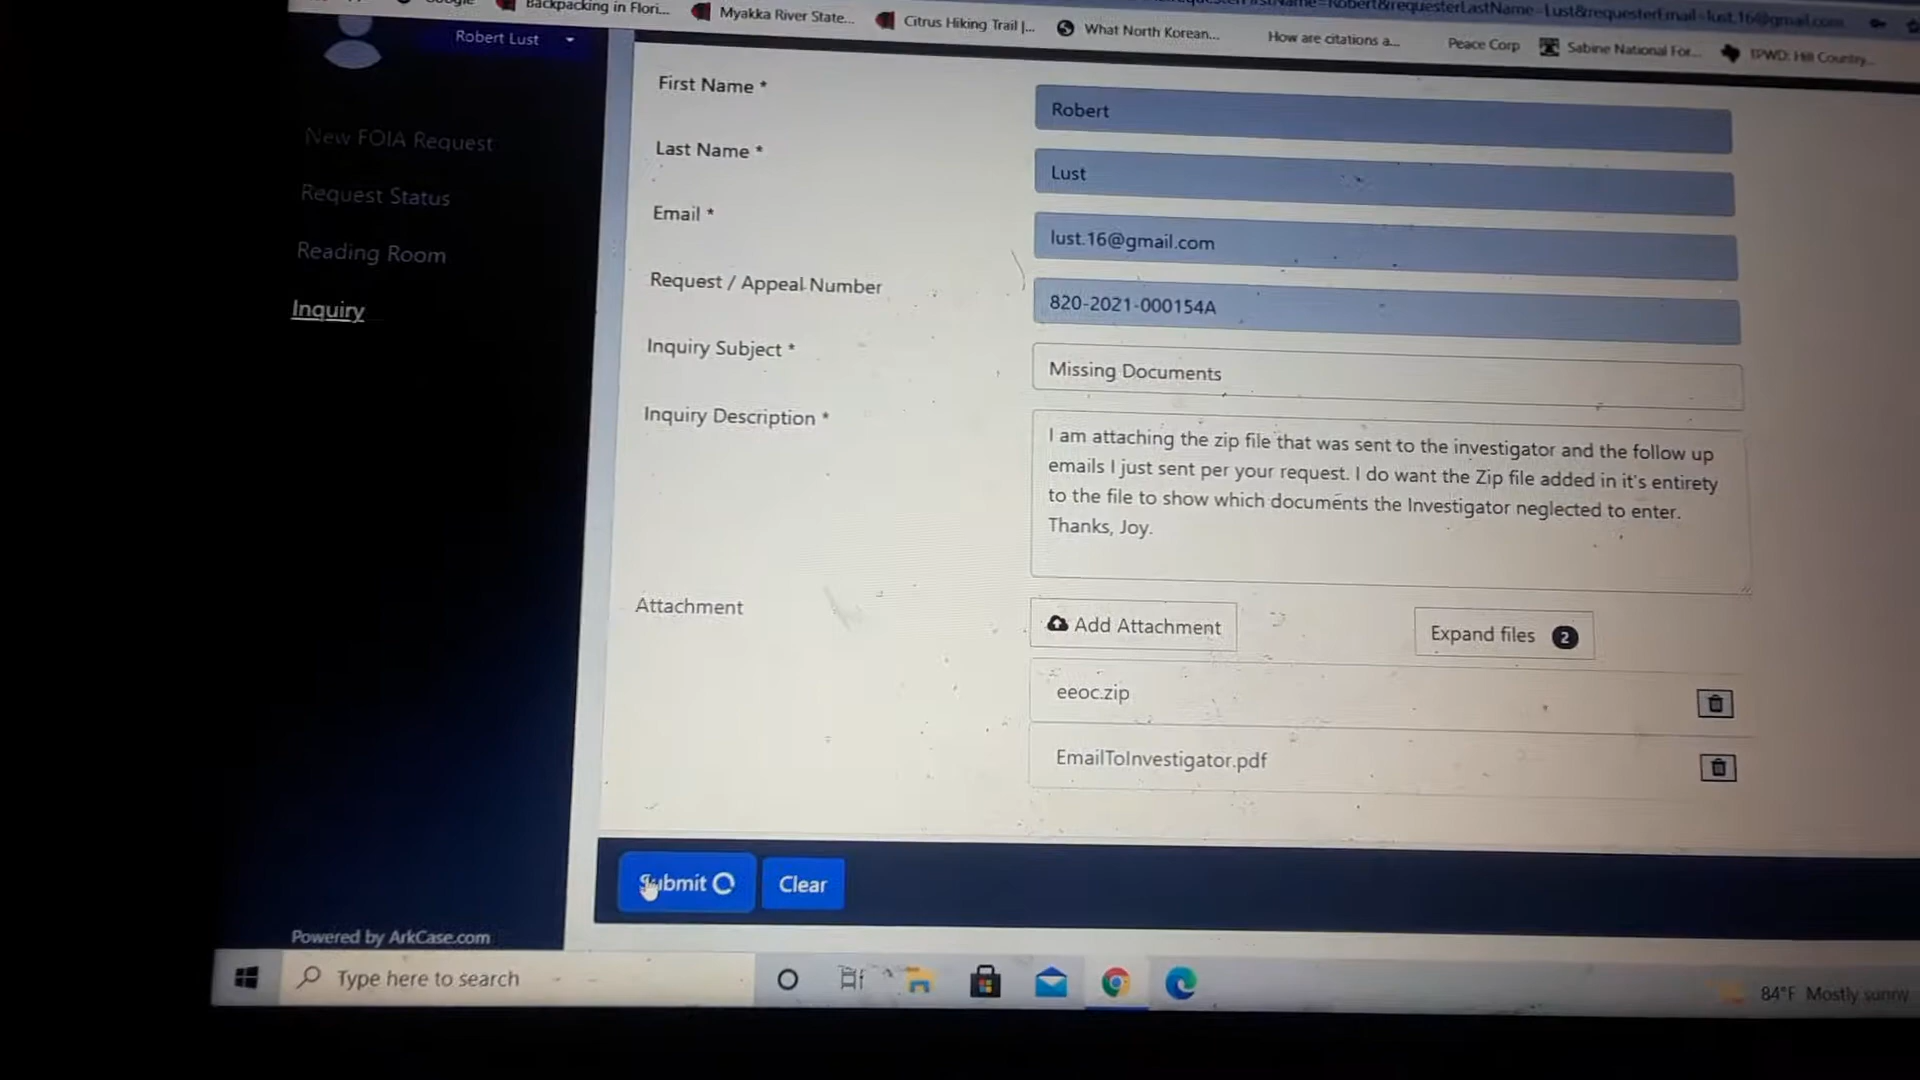 Google
Backpacking in Flori...
Myakka River State...
Citrus Hiking Trail |...
What North Korean...
How are citations a...
Peace Corp
Sabine National For...
TPWD: Hill Country...
Robert Lust
New FOIA Request
Request Status
Reading Room
Inquiry
First Name *
Robert
Last Name *
Lust
Email *
lust.16@gmail.com
Request / Appeal Number
820-2021-000154A
Inquiry Subject *
Missing Documents
Inquiry Description *
I am attaching the zip file that was sent to the investigator and the follow up
emails I just sent per your request. I do want the Zip file added in it's entirety
to the file to show which documents the Investigator neglected to enter.
Thanks, Joy.
Attachment
Add Attachment
Expand files 2
eeoc.zip
EmailToInvestigator.pdf
Submit
Clear
Powered by ArkCase.com
Type here to search
84°F Mostly sunny